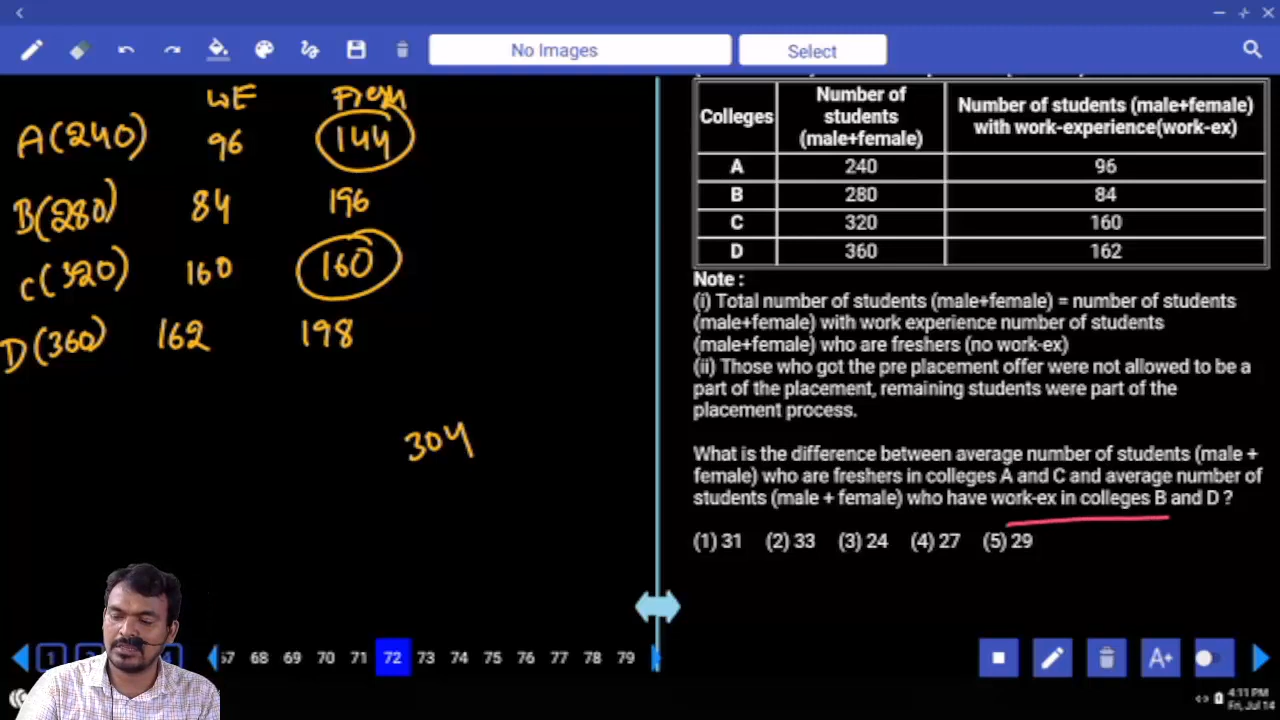 No Images
Select
WE Fresh
A(240) 96 144
B(280) 84 196
C(320) 160 160
D(360) 162 198
304
Colleges Number of students (male+female) Number of students (male+female) with work-experience(work-ex)
A 240 96
B 280 84
C 320 160
D 360 162
Note :
(i) Total number of students (male+female) = number of students
(male+female) with work experience number of students
(male+female) who are freshers (no work-ex)
(ii) Those who got the pre placement offer were not allowed to be a
part of the placement, remaining students were part of the
placement process.
What is the difference between average number of students (male +
female) who are freshers in colleges A and C and average number of
students (male + female) who have work-ex in colleges B and D ?
(1) 31 (2) 33 (3) 24 (4) 27 (5) 29
1 68 69 70 71 72 73 74 75 76 77 78 79
A+
4:11 PM
Fri, Jul 14